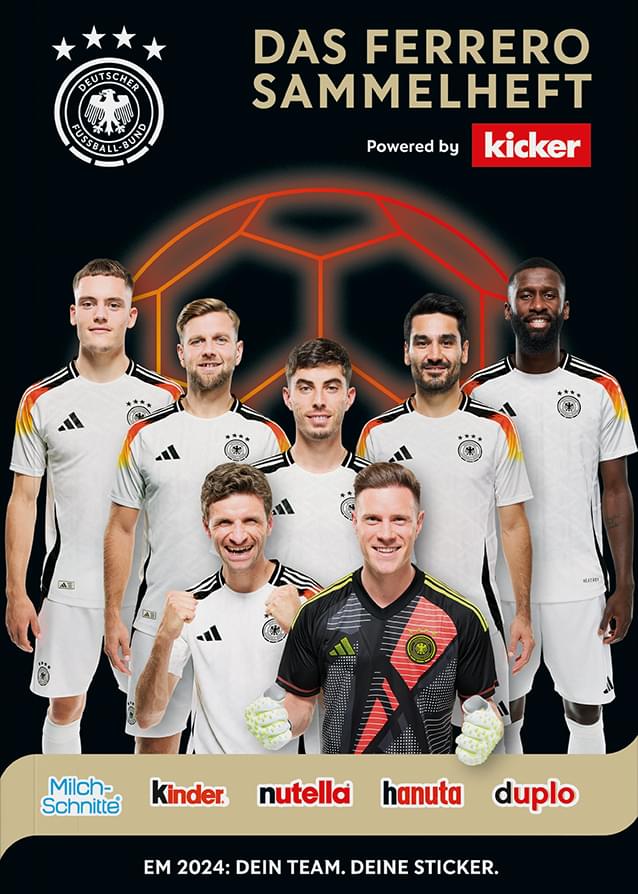 DEUTSCHER
FUSSBALL-BUND
DAS FERRERO
SAMMELHEFT
Powered by kicker
Milch-
Schnitte
kinder nutella hanuta duplo
EM 2024: DEIN TEAM. DEINE STICKER.